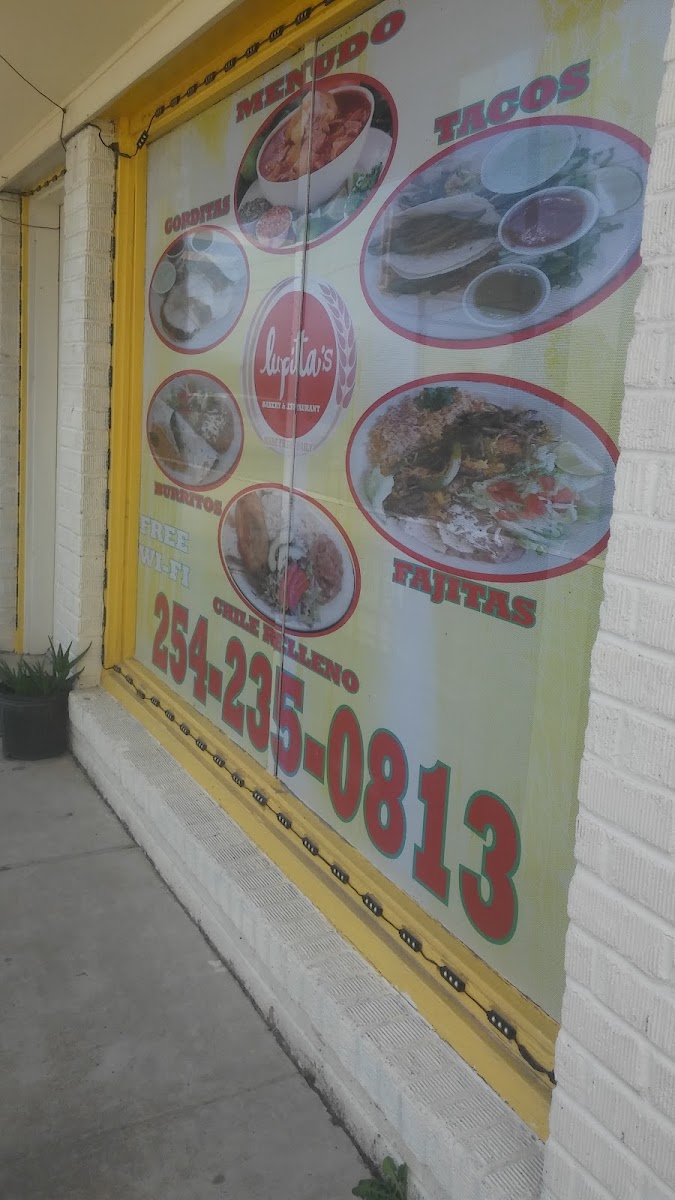 MENUDO
TACOS
GORDITAS
lupita's
BAKERY & RESTAURANT
BURRITOS
FREE
WI-FI
FAJITAS
CHILE RELLENO
254-235-0813